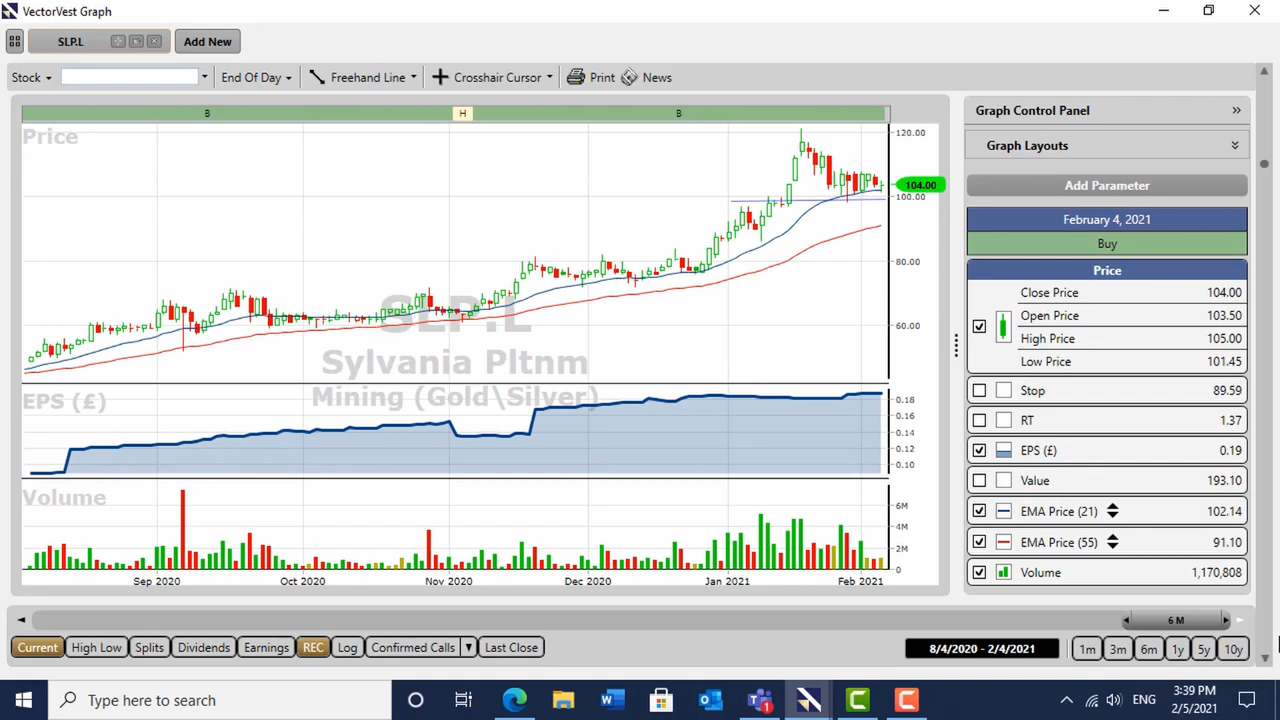 VectorVest Graph
SLP.L Add New
Stock End Of Day Freehand Line Crosshair Cursor Print News
B H B
Price
120.00
104.00
100.00
80.00
60.00
SLP.L
Sylvania Pltnm
Mining (Gold\Silver)
EPS (£)
0.18
0.16
0.14
0.12
0.10
Volume
6M
4M
2M
0
Sep 2020 Oct 2020 Nov 2020 Dec 2020 Jan 2021 Feb 2021
Graph Control Panel
Graph Layouts
Add Parameter
February 4, 2021
Buy
Price
Close Price 104.00
Open Price 103.50
High Price 105.00
Low Price 101.45
Stop 89.59
RT 1.37
EPS (£) 0.19
Value 193.10
EMA Price (21) 102.14
EMA Price (55) 91.10
Volume 1,170,808
6 M
Current High Low Splits Dividends Earnings REC Log Confirmed Calls Last Close 8/4/2020 - 2/4/2021 1m 3m 6m 1y 5y 10y
Type here to search
1
ENG
3:39 PM
2/5/2021